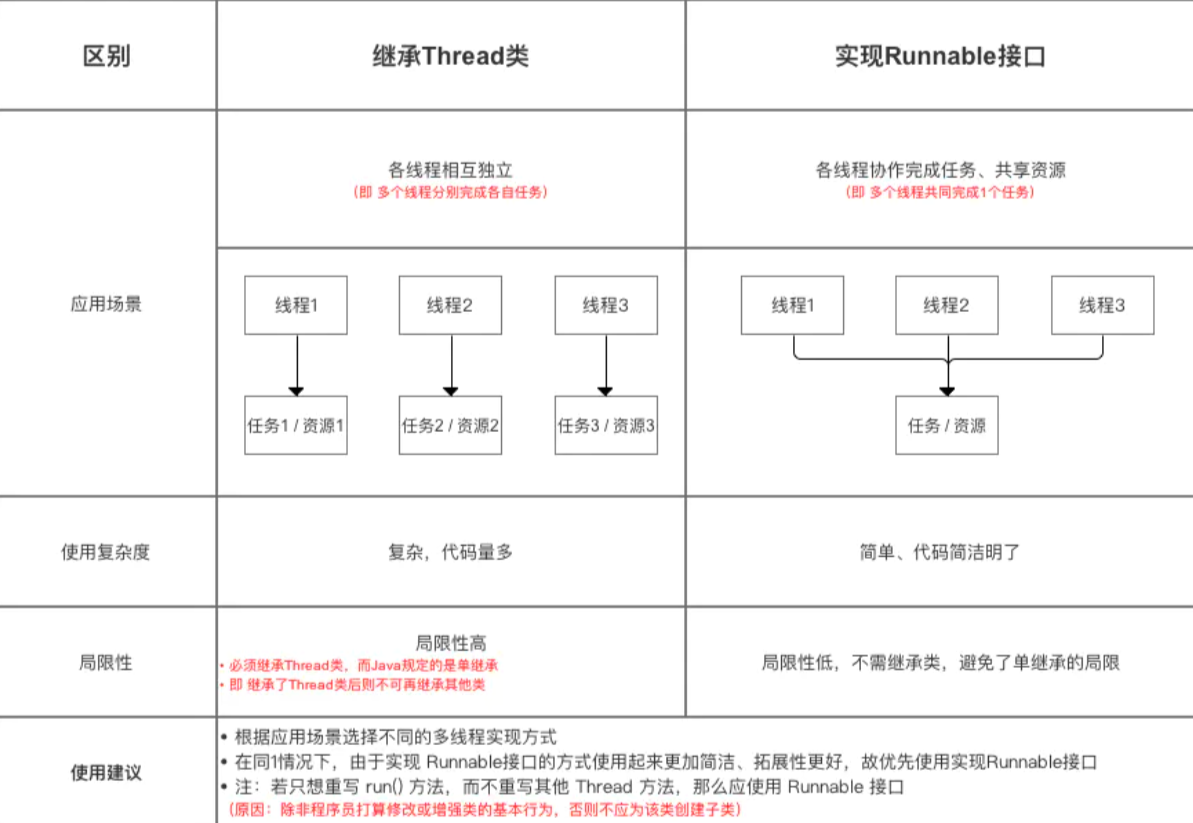 区别
继承Thread类
实现Runnable接口
应用场景
各线程相互独立
（即 多个线程分别完成各自任务）
各线程协作完成任务、共享资源
（即 多个线程共同完成1个任务）
线程1
线程2
线程3
任务1 / 资源1
任务2 / 资源2
任务3 / 资源3
线程1
线程2
线程3
任务 / 资源
使用复杂度
复杂，代码量多
简单、代码简洁明了
局限性
局限性高
• 必须继承Thread类，而Java规定的是单继承
• 即 继承了Thread类后则不可再继承其他类
局限性低，不需继承类，避免了单继承的局限
使用建议
• 根据应用场景选择不同的多线程实现方式
• 在同1情况下，由于实现 Runnable接口的方式使用起来更加简洁、拓展性更好，故优先使用实现Runnable接口
• 注：若只想重写 run() 方法，而不重写其他 Thread 方法，那么应使用 Runnable 接口
（原因：除非程序员打算修改或增强类的基本行为，否则不应为该类创建子类）